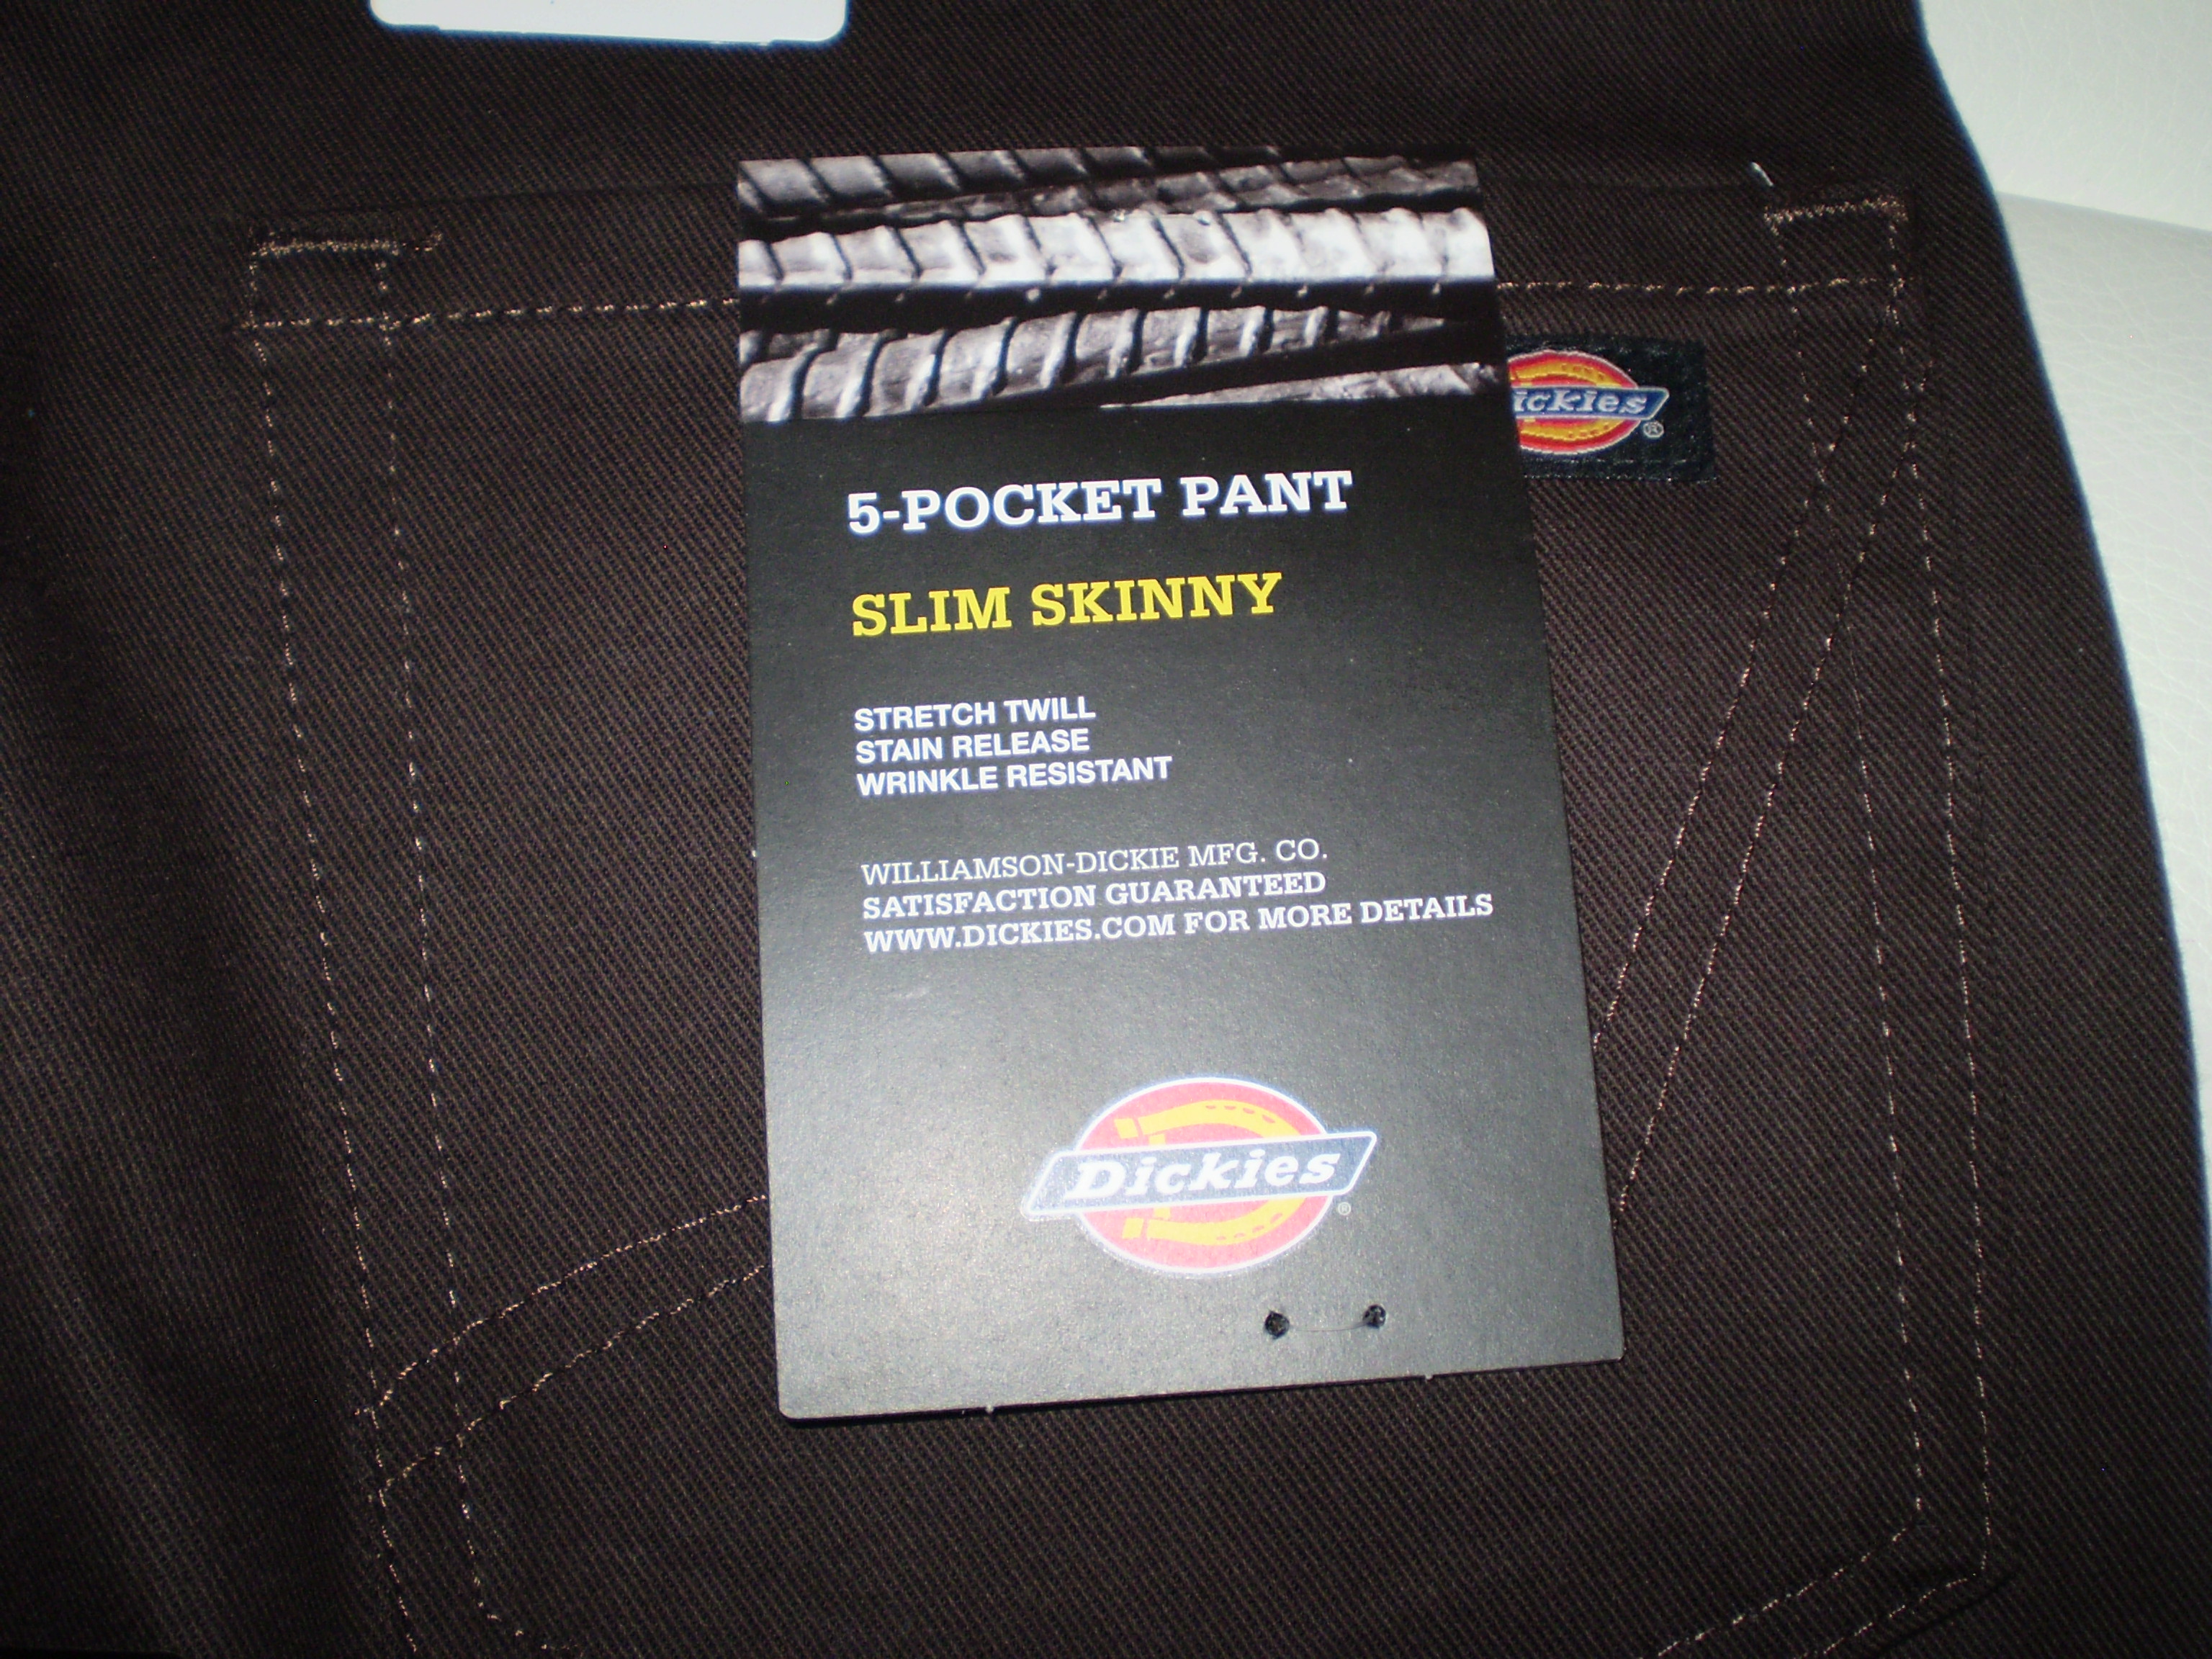 ickies
®
5-POCKET PANT
SLIM SKINNY
STRETCH TWILL
STAIN RELEASE
WRINKLE RESISTANT
WILLIAMSON-DICKIE MFG. CO.
SATISFACTION GUARANTEED
WWW.DICKIES.COM FOR MORE DETAILS
Dickies
®